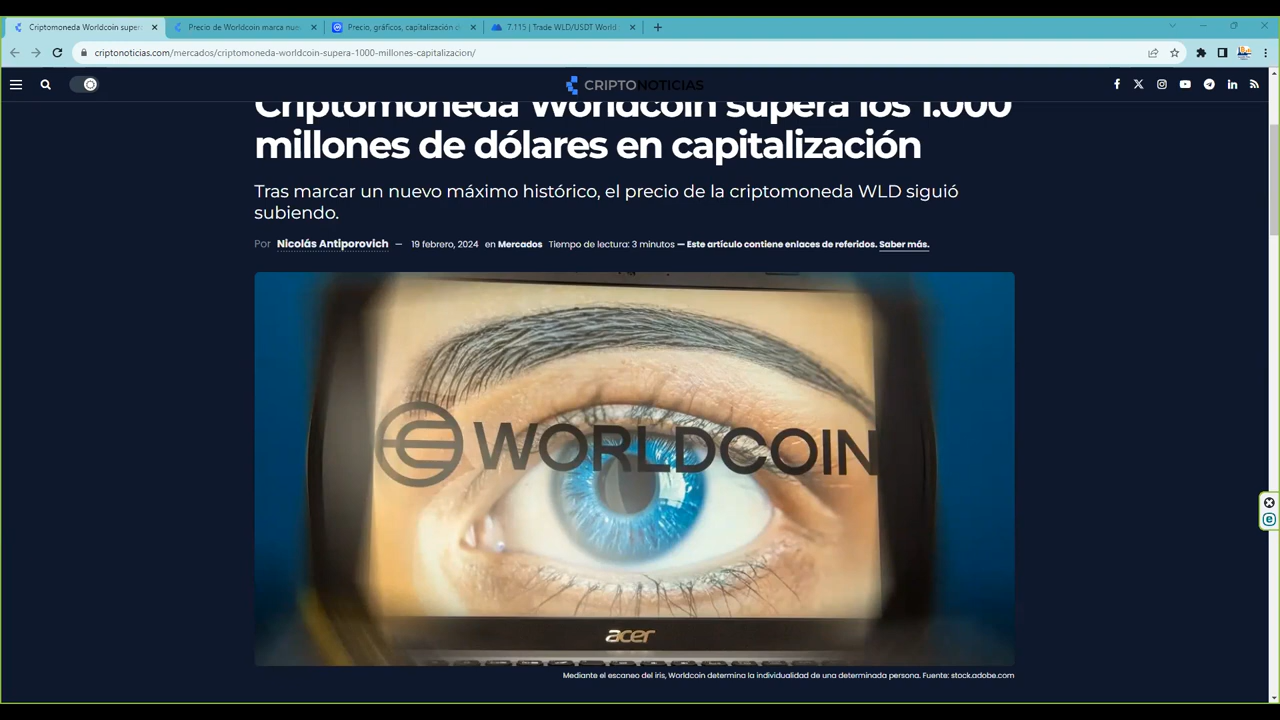 Criptomoneda Worldcoin super
Precio de Worldcoin marca nue
Precio, gráficos, capitalización d
7.115 | Trade WLD/USDT World
criptonoticias.com/mercados/criptomoneda-worldcoin-supera-1000-millones-capitalizacion/
CRIPTONOTICIAS
Criptomoneda Worldcoin supera los 1.000
millones de dólares en capitalización
Tras marcar un nuevo máximo histórico, el precio de la criptomoneda WLD siguió
subiendo.
Por Nicolás Antiporovich — 19 febrero, 2024 en Mercados Tiempo de lectura: 3 minutos — Este artículo contiene enlaces de referidos. Saber más.
WORLDCOIN
acer
Mediante el escaneo del iris, Worldcoin determina la individualidad de una determinada persona. Fuente: stock.adobe.com